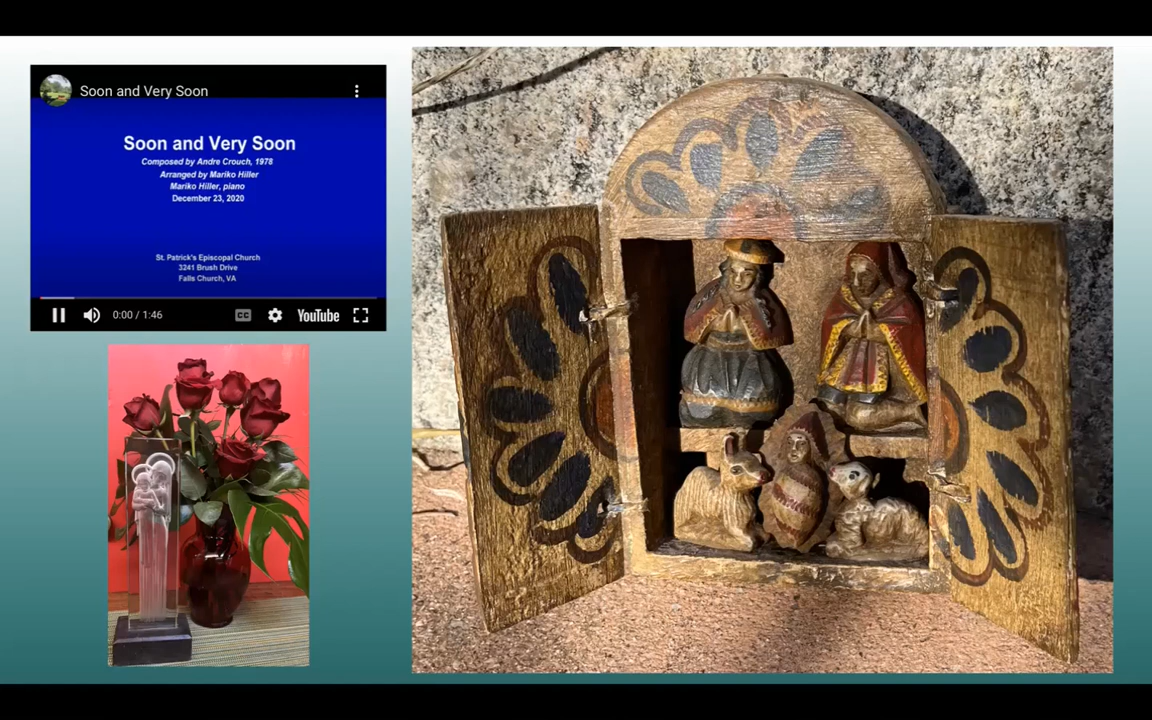 Soon and Very Soon
Soon and Very Soon
Composed by Andre Crouch, 1978
Arranged by Mariko Hiller
Mariko Hiller, piano
December 23, 2020
St. Patrick's Episcopal Church
3241 Brush Drive
Falls Church, VA
0:00 / 1:46
CC
YouTube